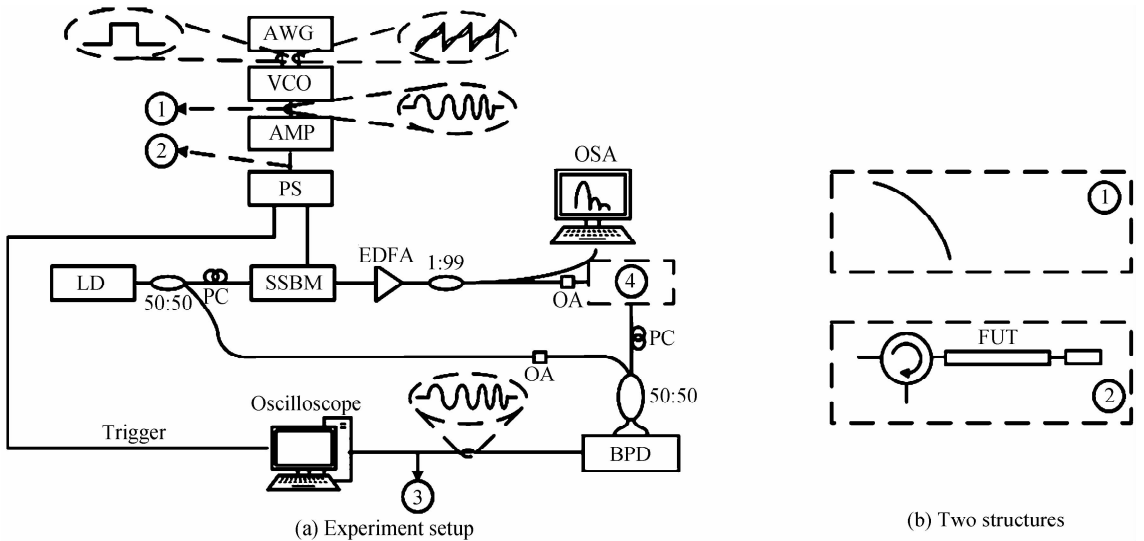 AWG
VCO
①
AMP
②
PS
OSA
EDFA
1:99
LD
50:50
PC
SSBM
OA
④
PC
OA
50:50
Oscilloscope
Trigger
BPD
③
(a) Experiment setup
①
FUT
②
(b) Two structures